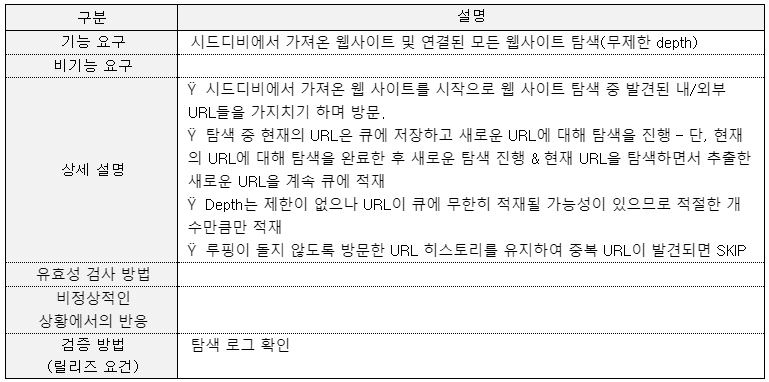 구분 설명
기능 요구 시드디비에서 가져온 웹사이트 및 연결된 모든 웹사이트 탐색(무제한 depth)
비기능 요구
상세 설명
Ÿ 시드디비에서 가져온 웹 사이트를 시작으로 웹 사이트 탐색 중 발견된 내/외부
URL들을 가지치기 하며 방문.
Ÿ 탐색 중 현재의 URL은 큐에 저장하고 새로운 URL에 대해 탐색을 진행 – 단, 현재
의 URL에 대해 탐색을 완료한 후 새로운 탐색 진행 & 현재 URL을 탐색하면서 추출한
새로운 URL을 계속 큐에 적재
Ÿ Depth는 제한이 없으나 URL이 큐에 무한히 적재될 가능성이 있으므로 적절한 개
수만큼만 적재
Ÿ 루핑이 돌지 않도록 방문한 URL 히스토리를 유지하여 중복 URL이 발견되면 SKIP
유효성 검사 방법
비정상적인
상황에서의 반응
검증 방법
(릴리즈 요건)
탐색 로그 확인